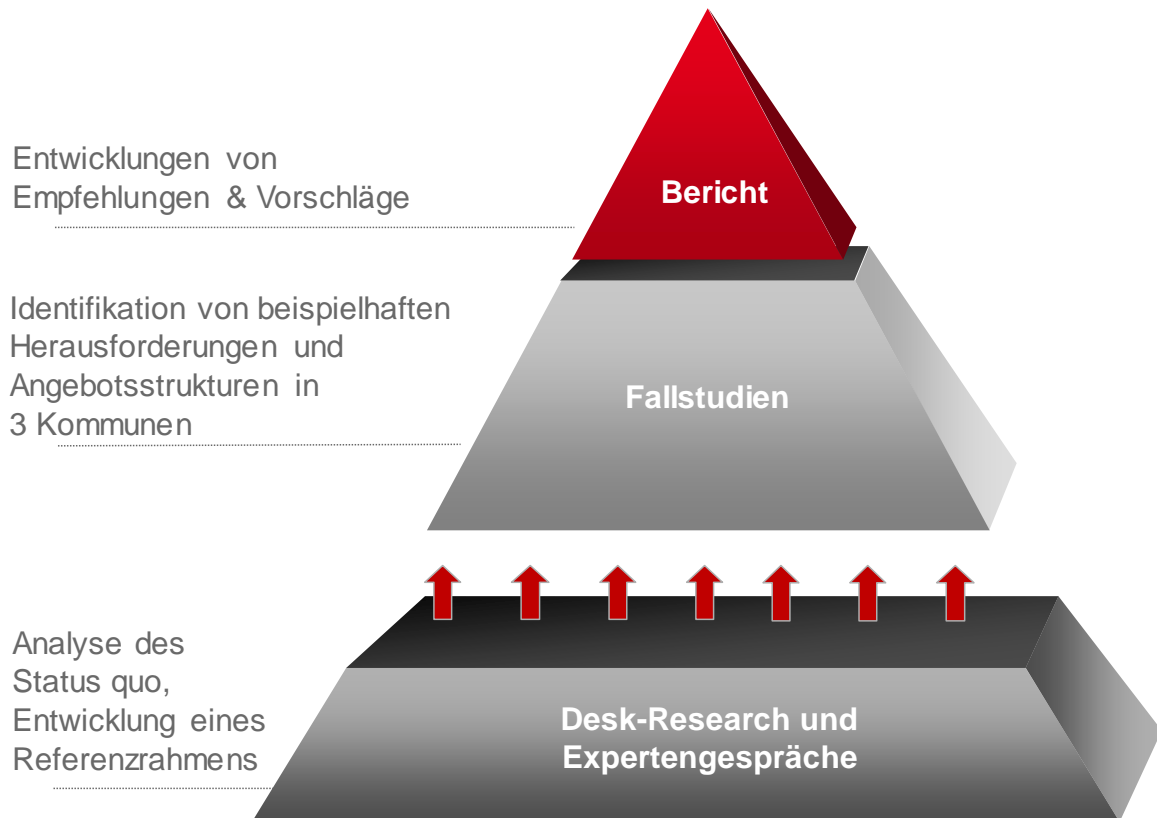 Entwicklungen von
Empfehlungen & Vorschläge
Bericht
Identifikation von beispielhaften
Herausforderungen und
Angebotsstrukturen in
3 Kommunen
Fallstudien
Analyse des
Status quo,
Entwicklung eines
Referenzrahmens
Desk-Research und
Expertengespräche